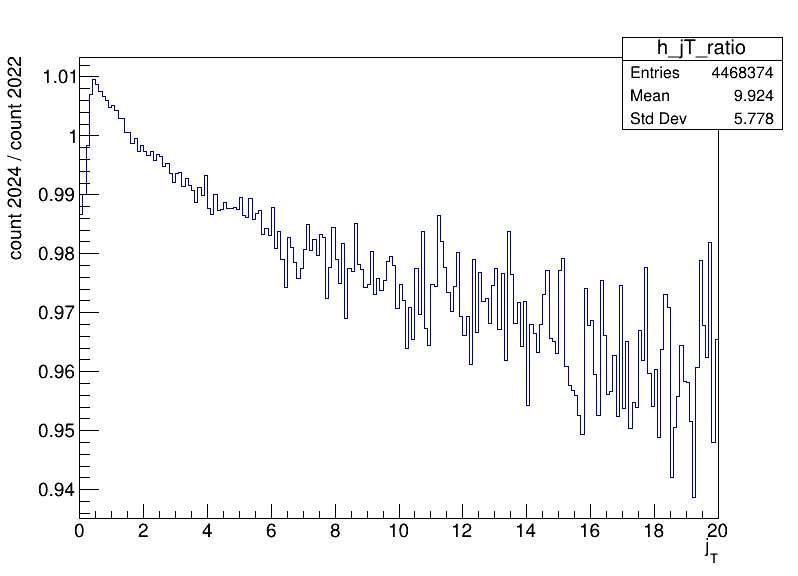 h_jT_ratio
Entries 4468374
Mean 9.924
Std Dev 5.778
count 2024 / count 2022
1.01
1
0.99
0.98
0.97
0.96
0.95
0.94
0 2 4 6 8 10 12 14 16 18 20
j_T